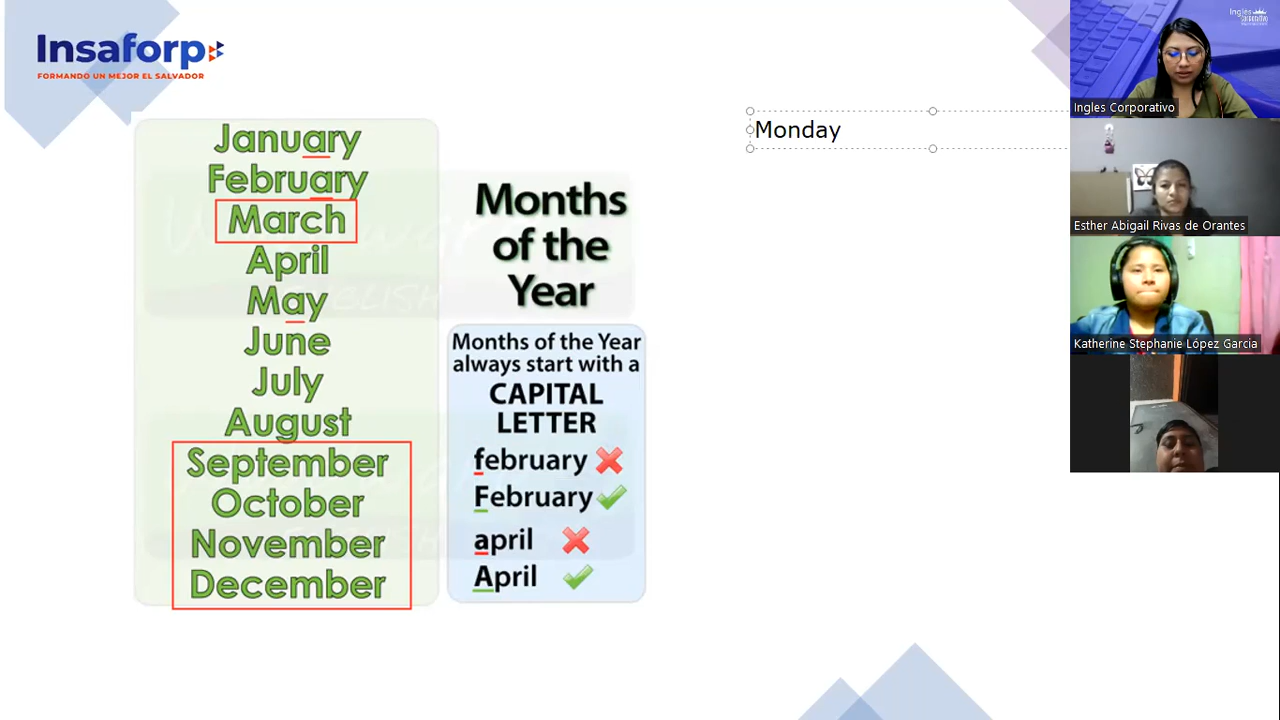 Insaforp
FORMANDO UN MEJOR EL SALVADOR
January
February
March
April
May
June
July
August
September
October
November
December
Months
of the
Year
Months of the Year
always start with a
CAPITAL
LETTER
february
February
april
April
Monday
Ingles Corporativo
Esther Abigail Rivas de Orantes
Katherine Stephanie López Garcia